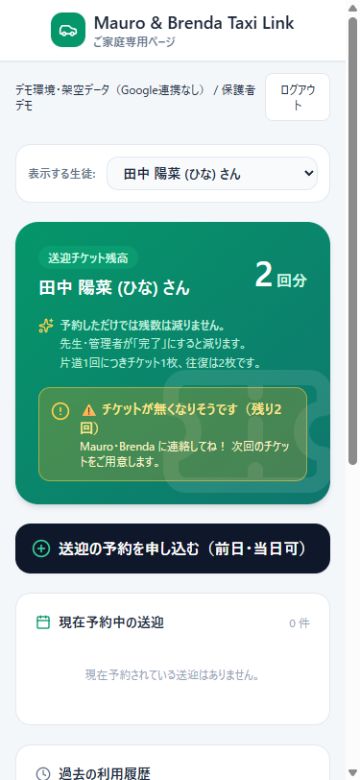 Mauro & Brenda Taxi Link
ご家庭専用ページ
デモ環境・架空データ（Google連携なし） / 保護者
デモ
ログアウ
ト
表示する生徒:
田中 陽菜 (ひな) さん
送迎チケット残高
田中 陽菜 (ひな) さん
2 回分
予約しただけでは残数は減りません。
先生・管理者が「完了」にすると減ります。
片道1回につきチケット1枚、往復は2枚です。
⚠️ チケットが無くなりそうです（残り2
回）
Mauro・Brenda に連絡してね！ 次回のチケッ
トをご用意します。
送迎の予約を申し込む（前日・当日可）
現在予約中の送迎
0 件
現在予約されている送迎はありません。
過去の利用履歴